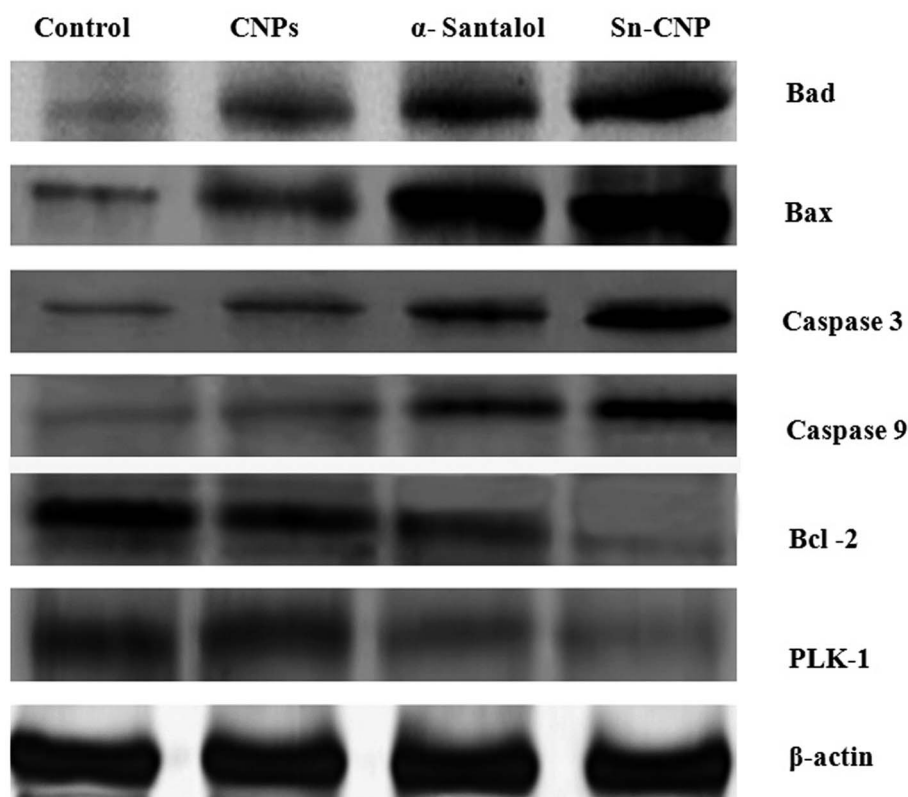 Control CNPs α- Santalol Sn-CNP
Bad
Bax
Caspase 3
Caspase 9
Bcl -2
PLK-1
β-actin